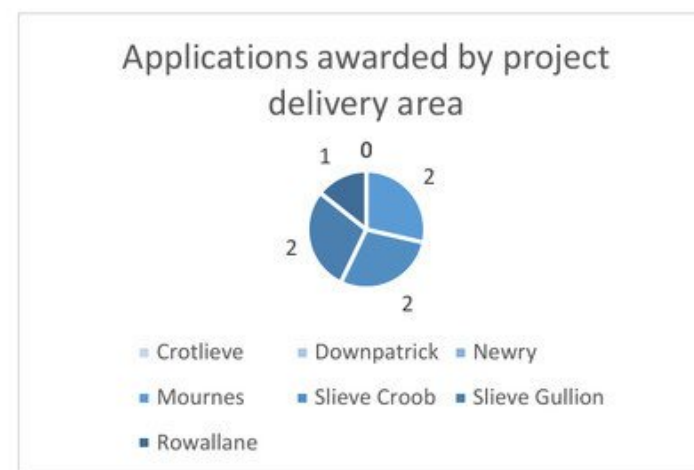 Applications awarded by project
delivery area
1 0 2
2
2
Crotlieve Downpatrick Newry
Mournes Slieve Croob Slieve Gullion
Rowallane